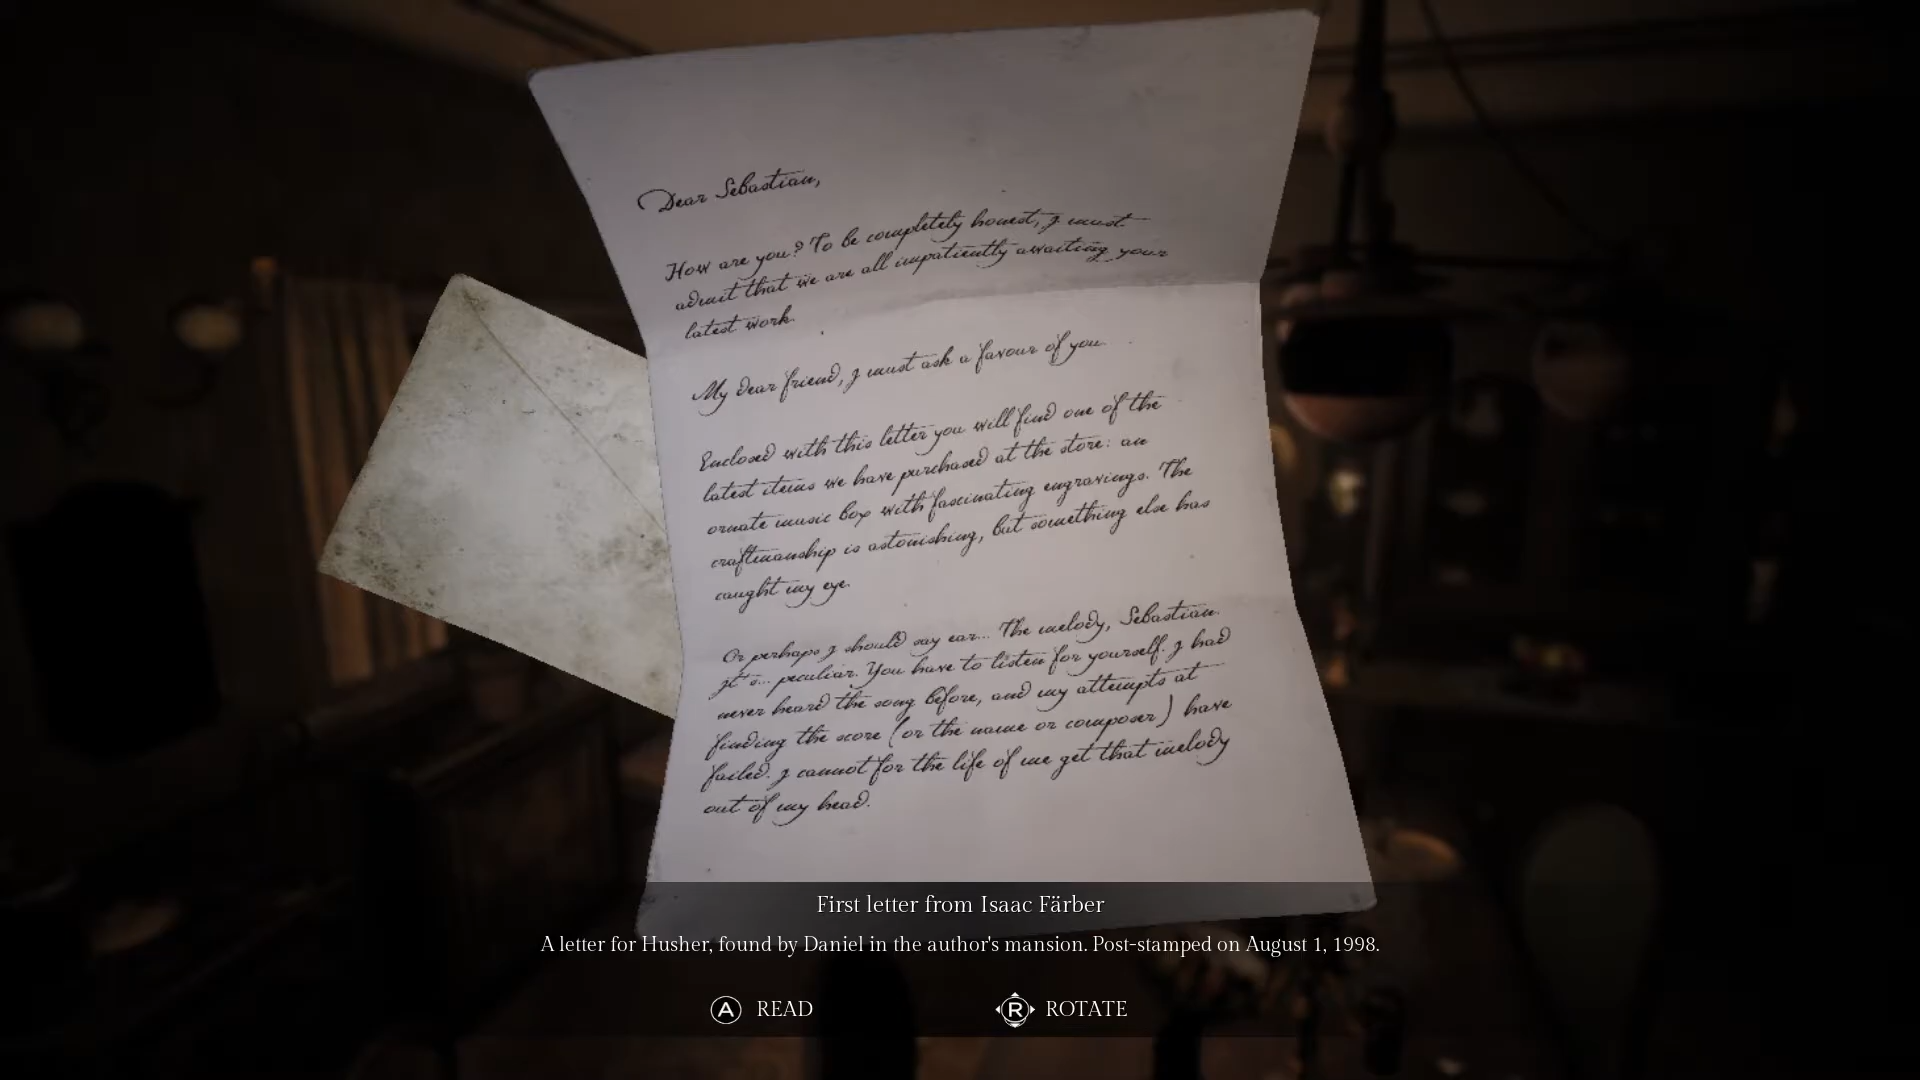 Dear Sebastian,
How are you? To be completely honest, I must
admit that we are all impatiently awaiting your
latest work.
My dear friend, I must ask a favour of you.
Enclosed with this letter you will find one of the
latest items we have purchased at the store: an
ornate music box with fascinating engravings. The
craftmanship is astonishing, but something else has
caught my eye.
Or perhaps I should say ear... The melody, Sebastian.
It's... peculiar. You have to listen for yourself. I had
never heard the song before, and my attempts at
finding the score (or the name or composer) have
failed. I cannot for the life of me get that melody
out of my head.
First letter from Isaac Färber
A letter for Husher, found by Daniel in the author's mansion. Post-stamped on August 1, 1998.
A READ R ROTATE